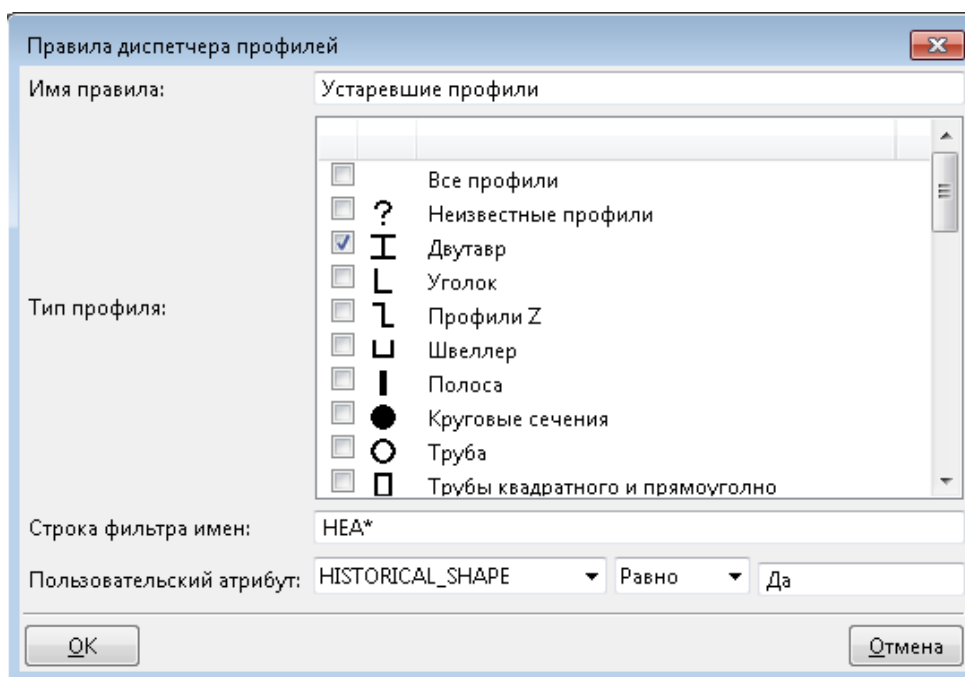 Правила диспетчера профилей
Имя правила: Устаревшие профили
Все профили
? Неизвестные профили
Двутавр
Уголок
Тип профиля: Профили Z
Швеллер
Полоса
Круговые сечения
Труба
Трубы квадратного и прямоуголно
Строка фильтра имен: HEA*
Пользовательский атрибут: HISTORICAL_SHAPE Равно Да
OK Отмена